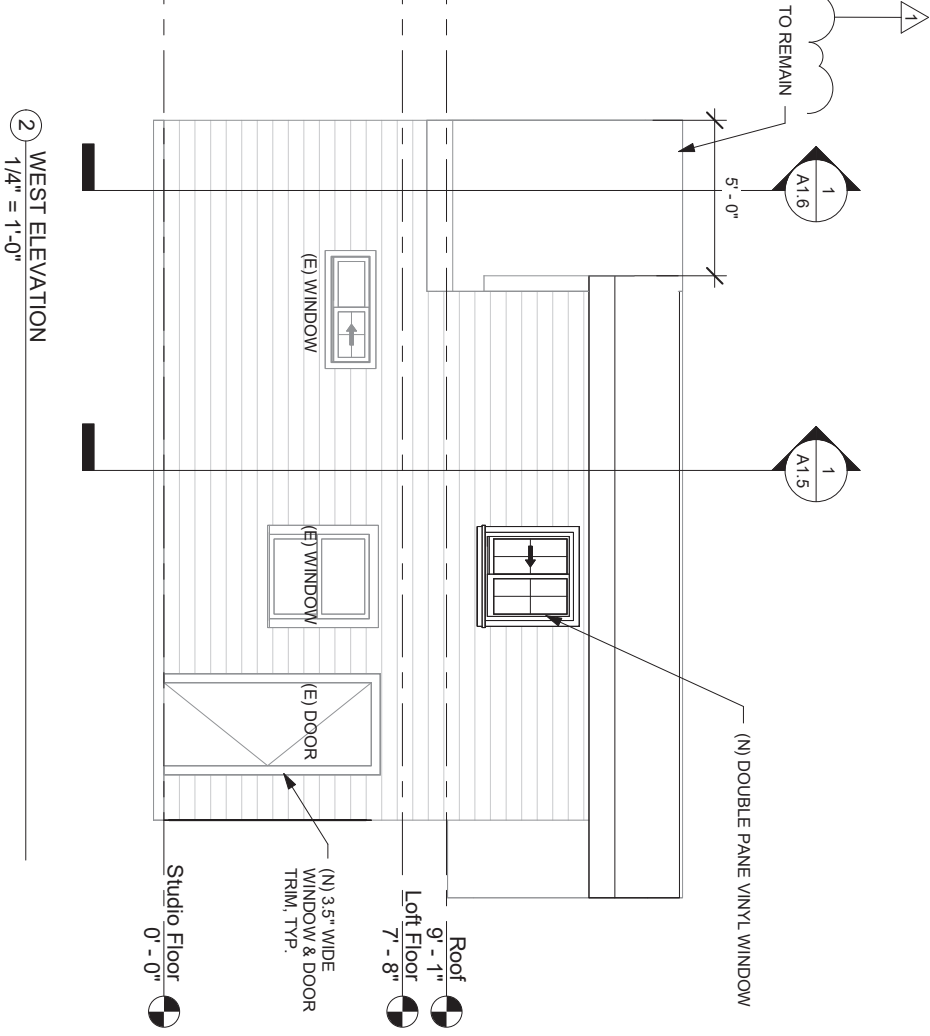 1
TO REMAIN
1
A1.6
1
A1.5
5' - 0"
(N) DOUBLE PANE VINYL WINDOW
Roof
9' - 1"
Loft Floor
7' - 8"
(E) WINDOW
(E) WINDOW
(E) DOOR
(N) 3.5" WIDE
WINDOW & DOOR
TRIM, TYP.
Studio Floor
0' - 0"
2
WEST ELEVATION
1/4" = 1'-0"